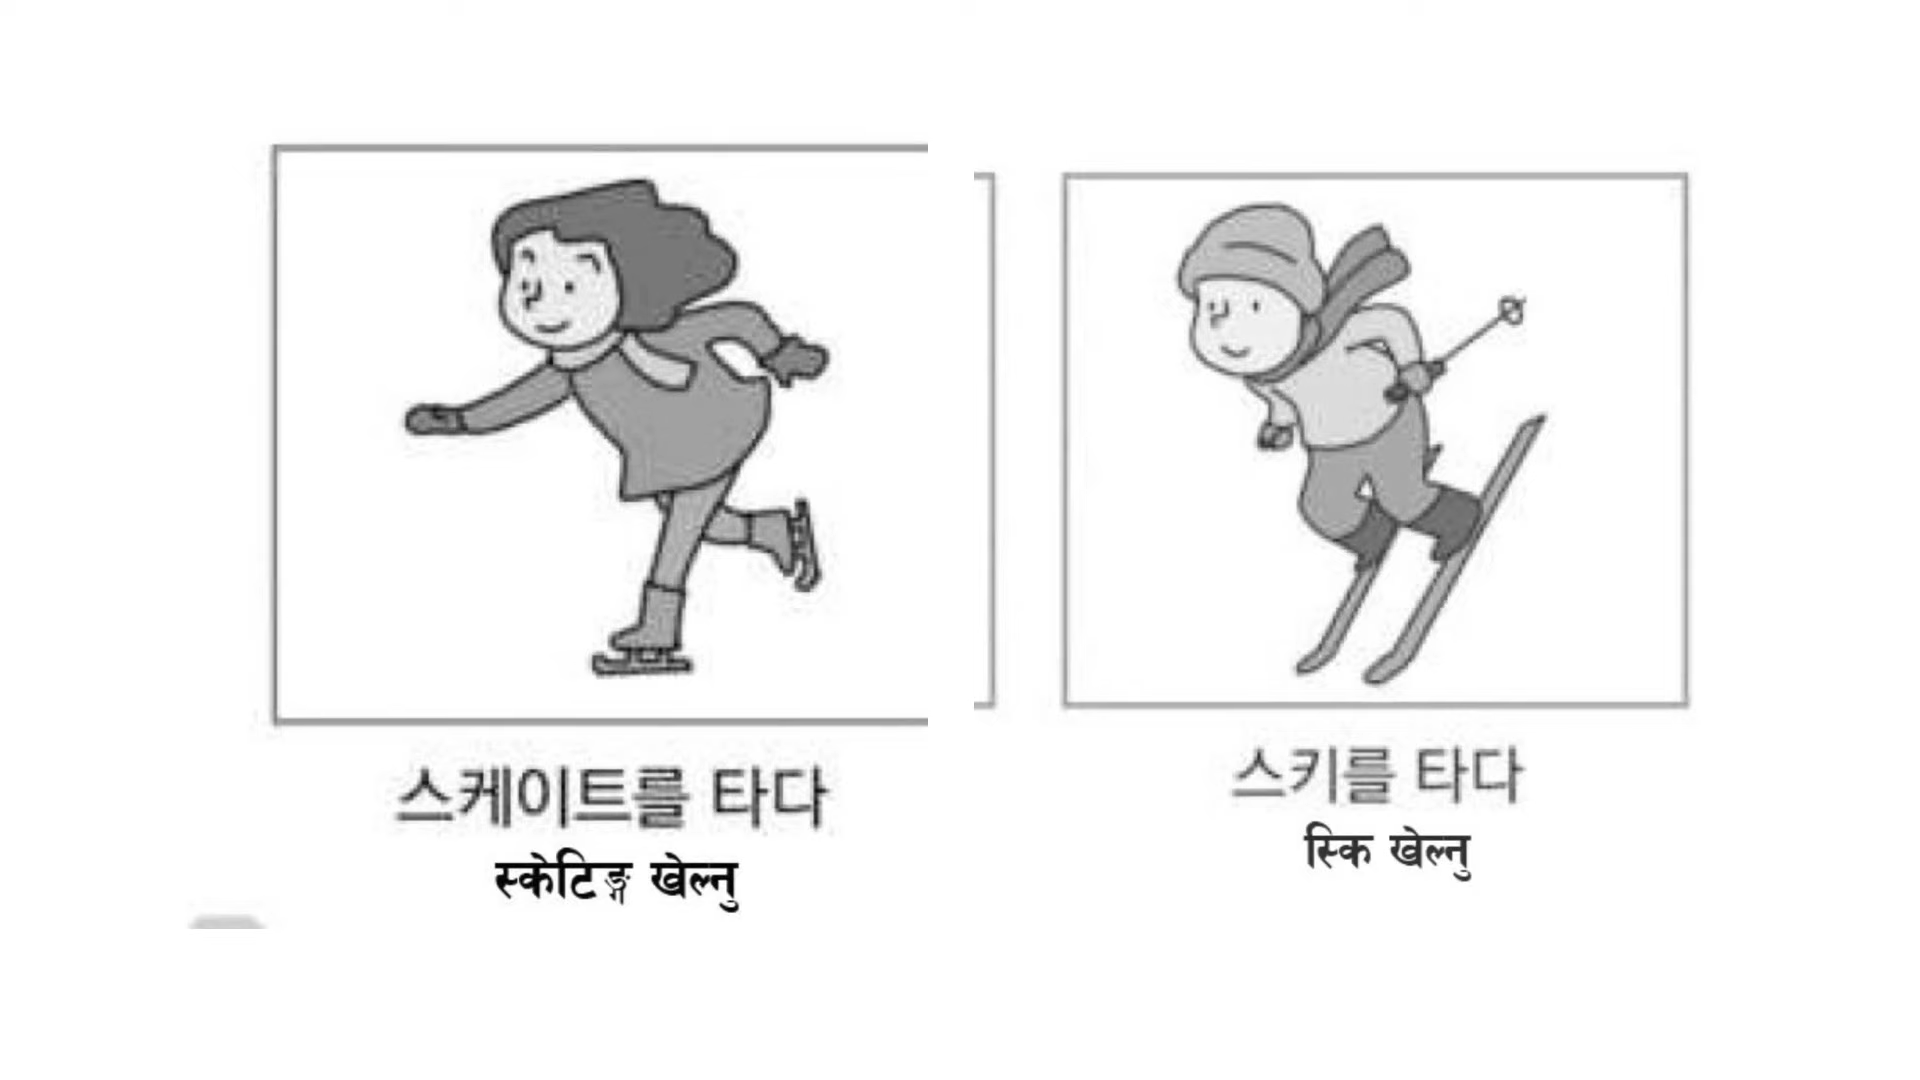 스케이트를 타다
स्केटिङ्ग खेल्नु
스키를 타다
स्कि खेल्नु